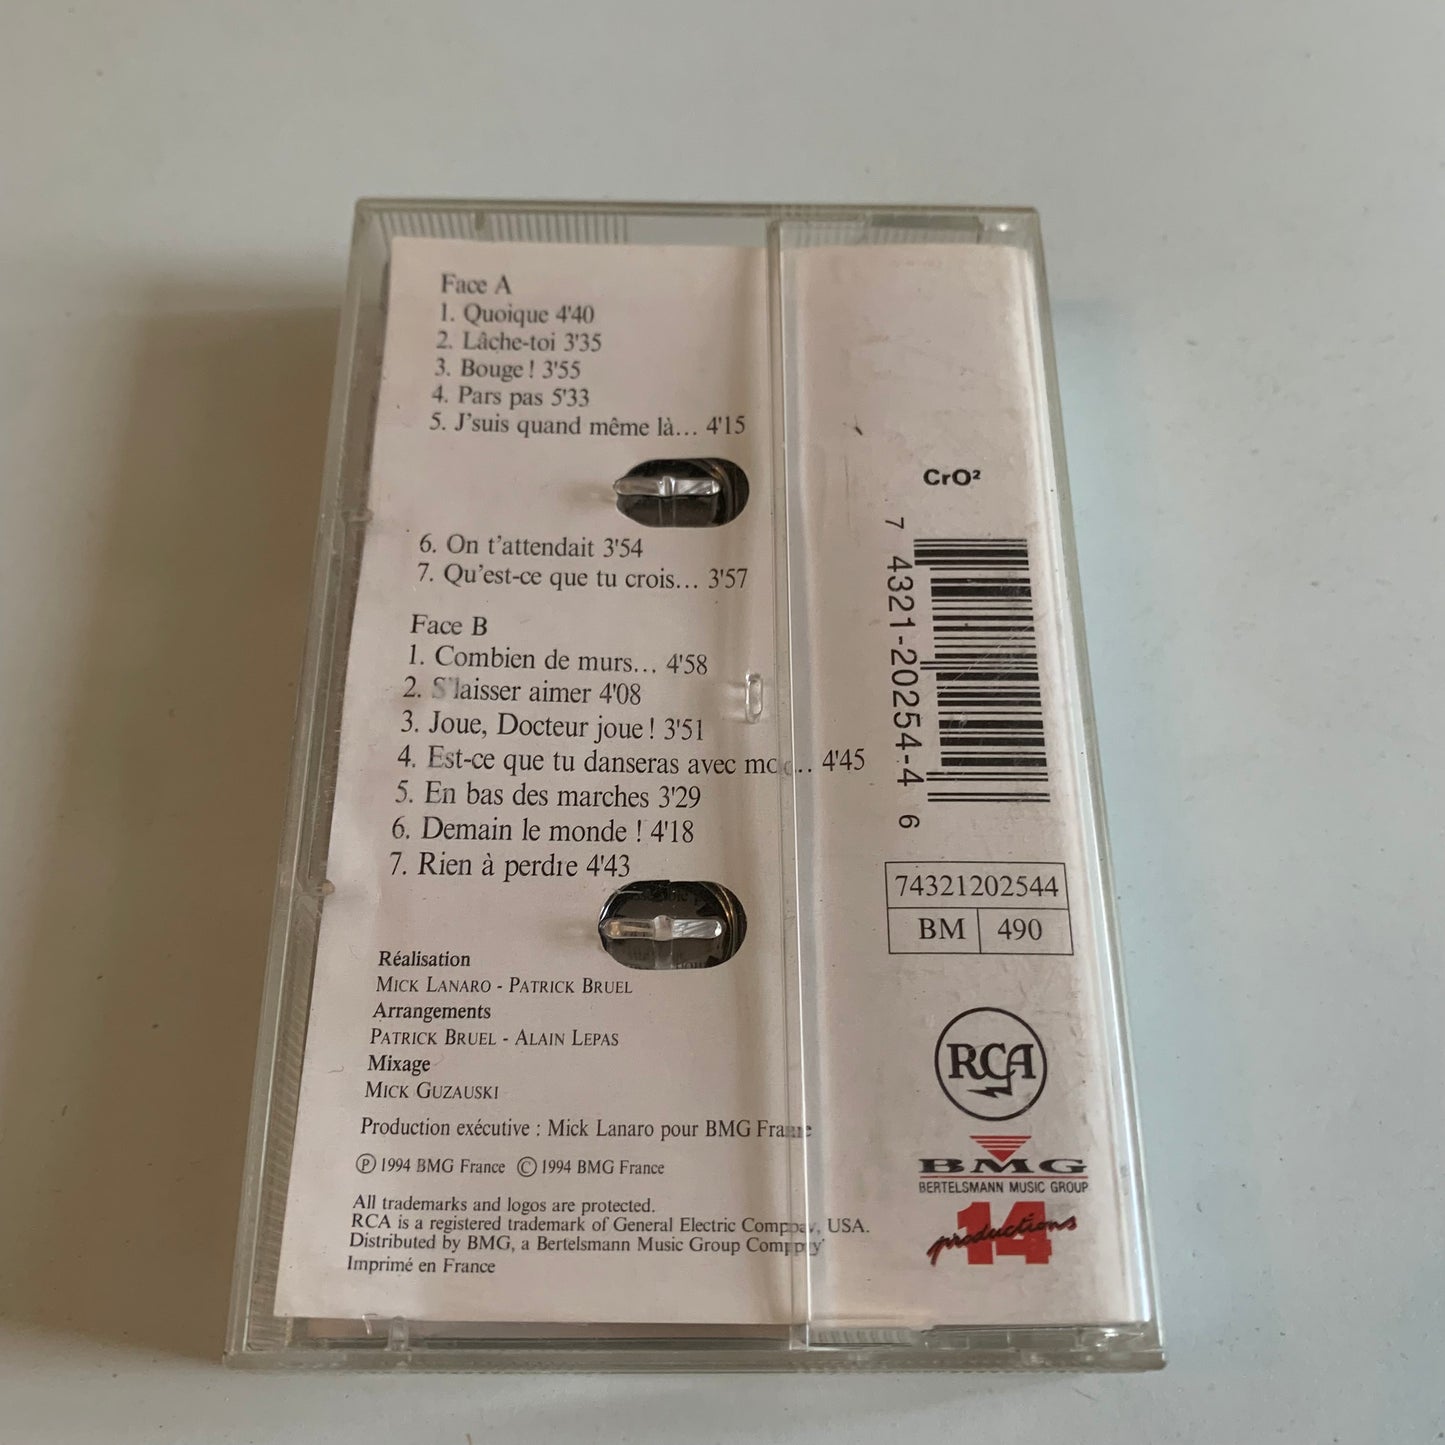 Face A
1. Quoique 4'40
2. Lâche-toi 3'35
3. Bouge ! 3'55
4. Pars pas 5'33
5. J'suis quand même là... 4'15
6. On t'attendait 3'54
7. Qu'est-ce que tu crois... 3'57
Face B
1. Combien de murs... 4'58
2. S'laisser aimer 4'08
3. Joue, Docteur joue ! 3'51
4. Est-ce que tu danseras avec moi... 4'45
5. En bas des marches 3'29
6. Demain le monde ! 4'18
7. Rien à perdre 4'43
Réalisation
MICK LANARO - PATRICK BRUEL
Arrangements
PATRICK BRUEL - ALAIN LEPAS
Mixage
MICK GUZAUSKI
Production exécutive : Mick Lanaro pour BMG France
Ⓟ 1994 BMG France © 1994 BMG France
All trademarks and logos are protected.
RCA is a registered trademark of General Electric Company, USA.
Distributed by BMG, a Bertelsmann Music Group Company
Imprimé en France
CrO²
7 4321-20254-4 6
74321202544
BM 490
RCA
BMG
BERTELSMANN MUSIC GROUP
14
productions